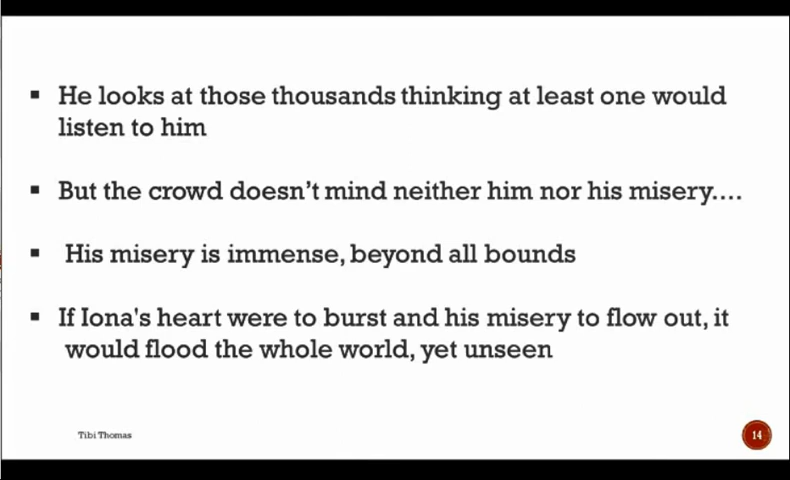 ▪ He looks at those thousands thinking at least one would
listen to him
▪ But the crowd doesn't mind neither him nor his misery....
▪ His misery is immense, beyond all bounds
▪ If Iona's heart were to burst and his misery to flow out, it
would flood the whole world, yet unseen
Tibi Thomas
14